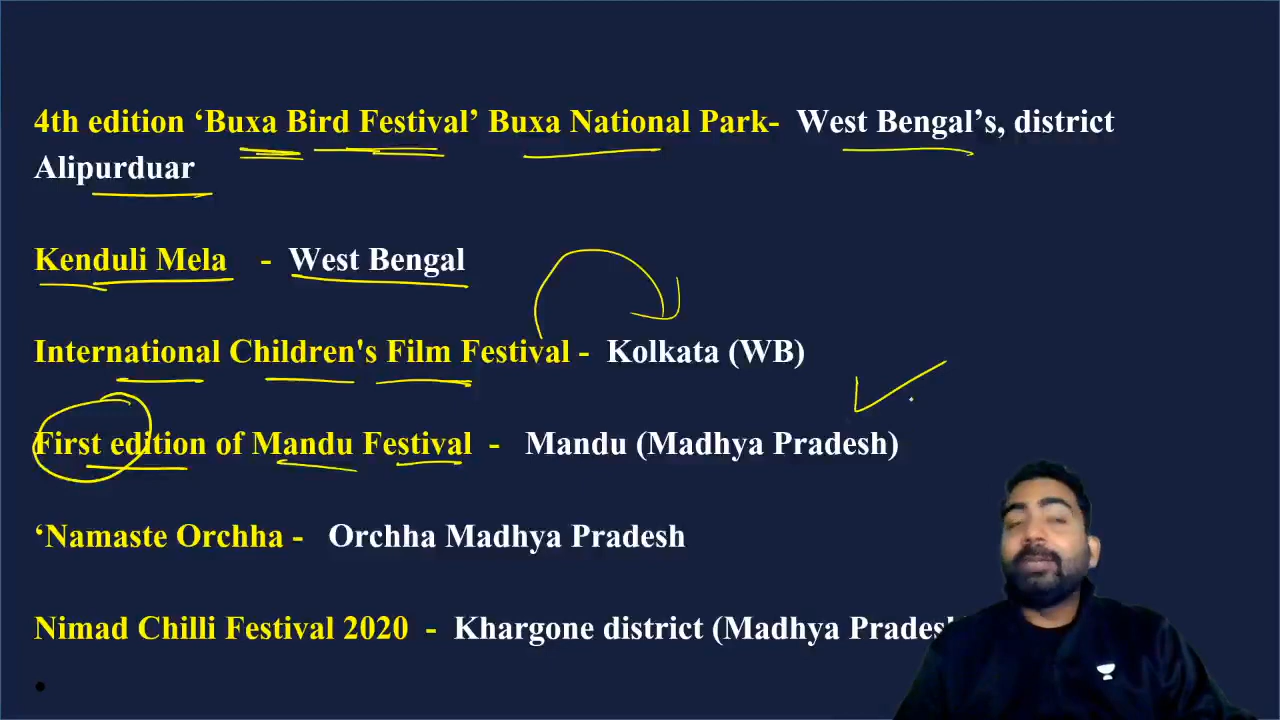 4th edition ‘Buxa Bird Festival’ Buxa National Park- West Bengal’s, district
Alipurduar
Kenduli Mela - West Bengal
International Children's Film Festival - Kolkata (WB)
First edition of Mandu Festival - Mandu (Madhya Pradesh)
‘Namaste Orchha - Orchha Madhya Pradesh
Nimad Chilli Festival 2020 - Khargone district (Madhya